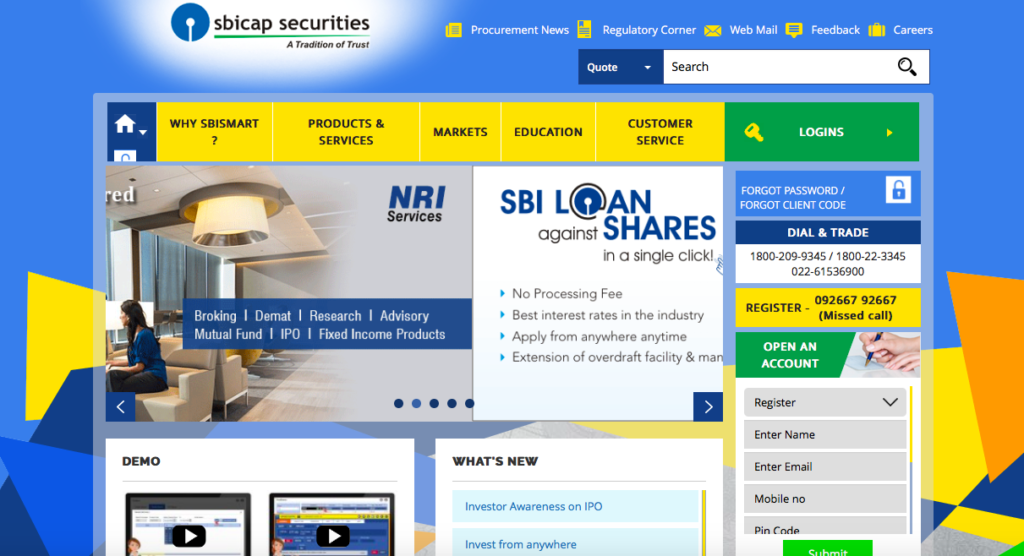 sbicap securities
A Tradition of Trust
Procurement News
Regulatory Corner
Web Mail
Feedback
Careers
Quote
Search
WHY SBISMART
?
PRODUCTS &
SERVICES
MARKETS
EDUCATION
CUSTOMER
SERVICE
LOGINS
red
NRI
Services
Broking | Demat | Research | Advisory
Mutual Fund | IPO | Fixed Income Products
SBI LOAN
against SHARES
in a single click!
No Processing Fee
Best interest rates in the industry
Apply from anywhere anytime
Extension of overdraft facility & man
FORGOT PASSWORD /
FORGOT CLIENT CODE
DIAL & TRADE
1800-209-9345 / 1800-22-3345
022-61536900
REGISTER - 092667 92667
(Missed call)
OPEN AN
ACCOUNT
Register
Enter Name
Enter Email
Mobile no
Pin Code
Submit
DEMO
WHAT'S NEW
Investor Awareness on IPO
Invest from anywhere